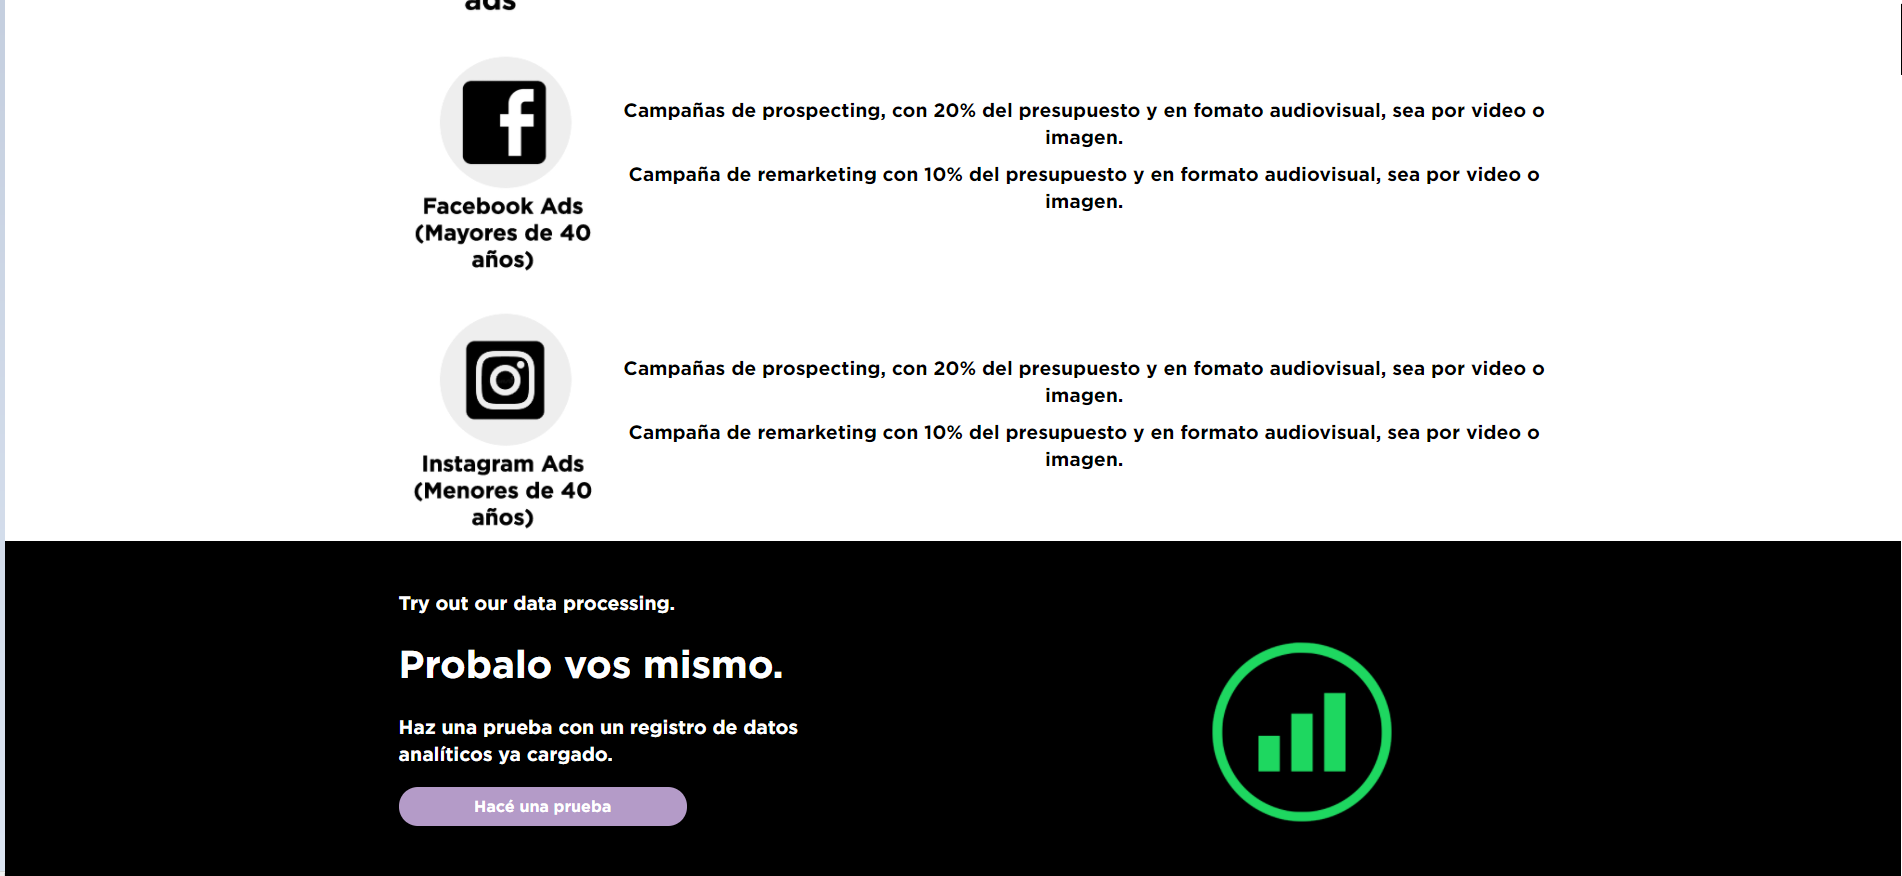 ads
Campañas de prospecting, con 20% del presupuesto y en fomato audiovisual, sea por video o
imagen.
Campaña de remarketing con 10% del presupuesto y en formato audiovisual, sea por video o
imagen.
Facebook Ads
(Mayores de 40
años)
Campañas de prospecting, con 20% del presupuesto y en fomato audiovisual, sea por video o
imagen.
Campaña de remarketing con 10% del presupuesto y en formato audiovisual, sea por video o
imagen.
Instagram Ads
(Menores de 40
años)
Try out our data processing.
Probalo vos mismo.
Haz una prueba con un registro de datos
analíticos ya cargado.
Hacé una prueba